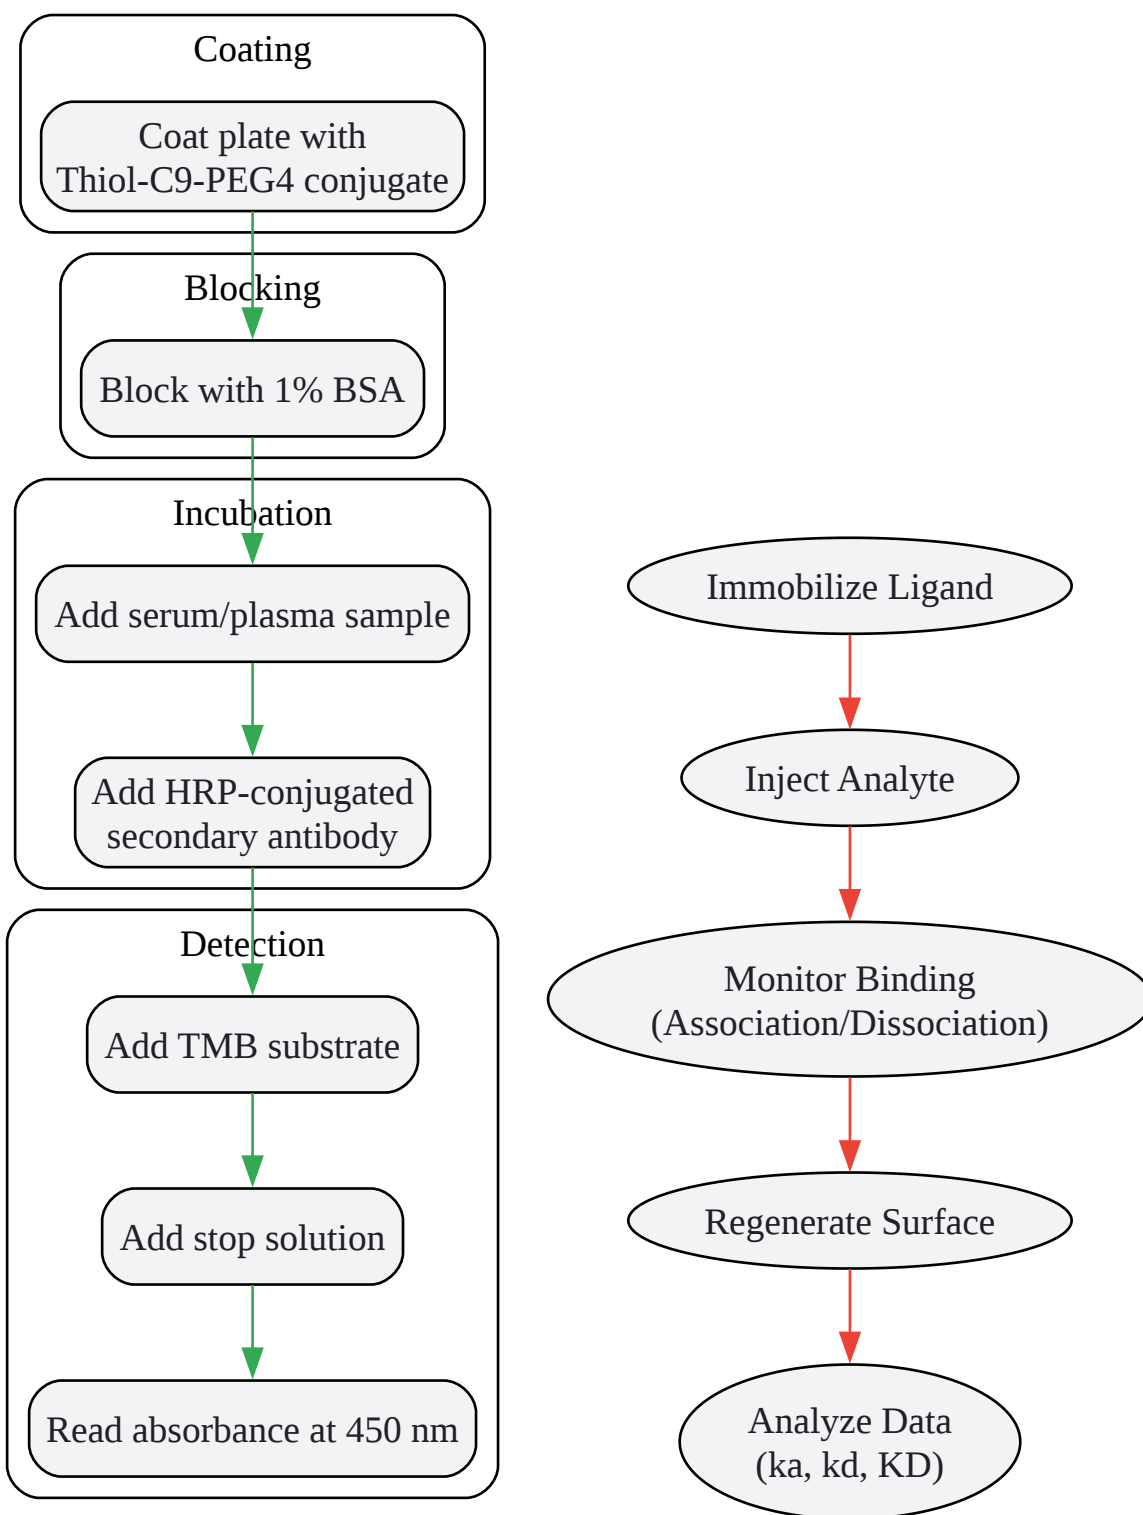 Coating
Coat plate with
Thiol-C9-PEG4 conjugate
Blocking
Block with 1% BSA
Incubation
Add serum/plasma sample
Add HRP-conjugated
secondary antibody
Detection
Add TMB substrate
Add stop solution
Read absorbance at 450 nm
Immobilize Ligand
Inject Analyte
Monitor Binding
(Association/Dissociation)
Regenerate Surface
Analyze Data
(ka, kd, KD)